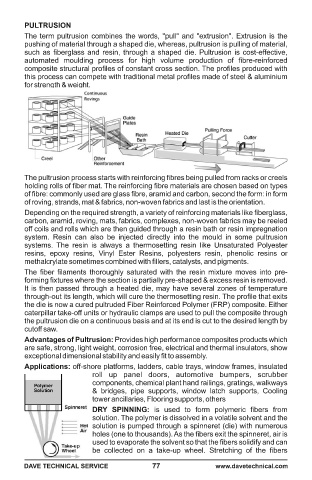 PULTRUSION
The term pultrusion combines the words, "pull" and "extrusion". Extrusion is the
pushing of material through a shaped die, whereas, pultrusion is pulling of material,
such as fiberglass and resin, through a shaped die. Pultrusion is cost-effective,
automated moulding process for high volume production of fibre-reinforced
composite structural profiles of constant cross section. The profiles produced with
this process can compete with traditional metal profiles made of steel & aluminium
for strength & weight.
Continuous
Rovings
Guide
Plates
Resin
Bath
Heated Die
Pulling Force
Cutter
Creel
Other
Reinforcement
The pultrusion process starts with reinforcing fibres being pulled from racks or creels
holding rolls of fiber mat. The reinforcing fibre materials are chosen based on types
of fibre: commonly used are glass fibre, aramid and carbon, second the form: in form
of roving, strands, mat & fabrics, non-woven fabrics and last is the orientation.
Depending on the required strength, a variety of reinforcing materials like fiberglass,
carbon, aramid, roving, mats, fabrics, complexes, non-woven fabrics may be reeled
off coils and rolls which are then guided through a resin bath or resin impregnation
system. Resin can also be injected directly into the mould in some pultrusion
systems. The resin is always a thermosetting resin like Unsaturated Polyester
resins, epoxy resins, Vinyl Ester Resins, polyesters resin, phenolic resins or
methalcrylate sometimes combined with fillers, catalysts, and pigments.
The fiber filaments thoroughly saturated with the resin mixture moves into pre-
forming fixtures where the section is partially pre-shaped & excess resin is removed.
It is then passed through a heated die, may have several zones of temperature
through-out its length, which will cure the thermosetting resin. The profile that exits
the die is now a cured pultruded Fiber Reinforced Polymer (FRP) composite. Either
caterpillar take-off units or hydraulic clamps are used to pull the composite through
the pultrusion die on a continuous basis and at its end is cut to the desired length by
cutoff saw.
Advantages of Pultrusion: Provides high performance composites products which
are safe, strong, light weight, corrosion free, electrical and thermal insulators, show
exceptional dimensional stability and easily fit to assembly.
Applications: off-shore platforms, ladders, cable trays, window frames, insulated
roll up panel doors, automotive bumpers, scrubber
components, chemical plant hand railings, gratings, walkways
& bridges, pipe supports, window latch supports, Cooling
tower ancillaries, Flooring supports, others
Polymer
Solution
Spinneret
Hot
Air
Take-up
Wheel
DRY SPINNING: is used to form polymeric fibers from
solution. The polymer is dissolved in a volatile solvent and the
solution is pumped through a spinneret (die) with numerous
holes (one to thousands). As the fibers exit the spinneret, air is
used to evaporate the solvent so that the fibers solidify and can
be collected on a take-up wheel. Stretching of the fibers
DAVE TECHNICAL SERVICE 77 www.davetechnical.com